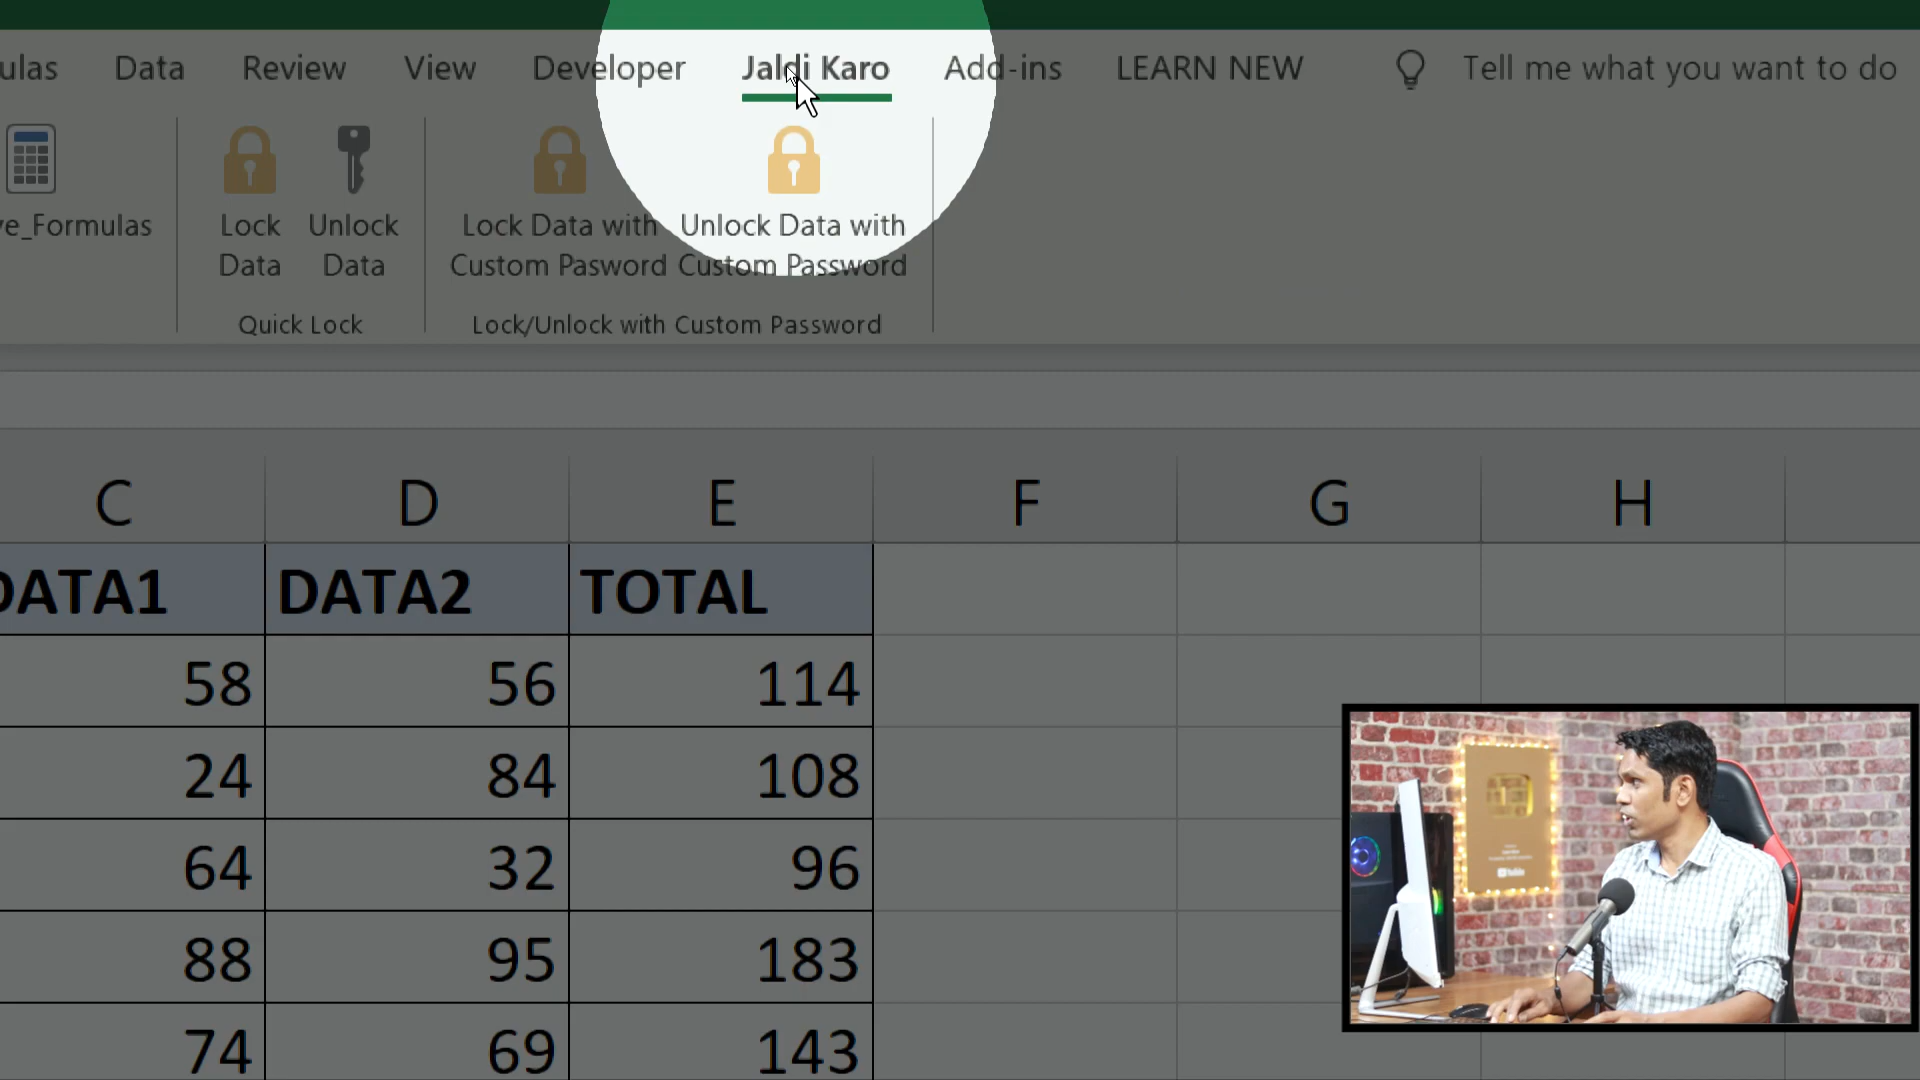 ulas Data Review View Developer Jaldi Karo Add-ins LEARN NEW Tell me what you want to do
ve_Formulas
Lock Data
Unlock Data
Lock Data with
Custom Pasword
Unlock Data with
Custom Password
Quick Lock
Lock/Unlock with Custom Password
C D E F G H
DATA1 DATA2 TOTAL
58 56 114
24 84 108
64 32 96
88 95 183
74 69 143